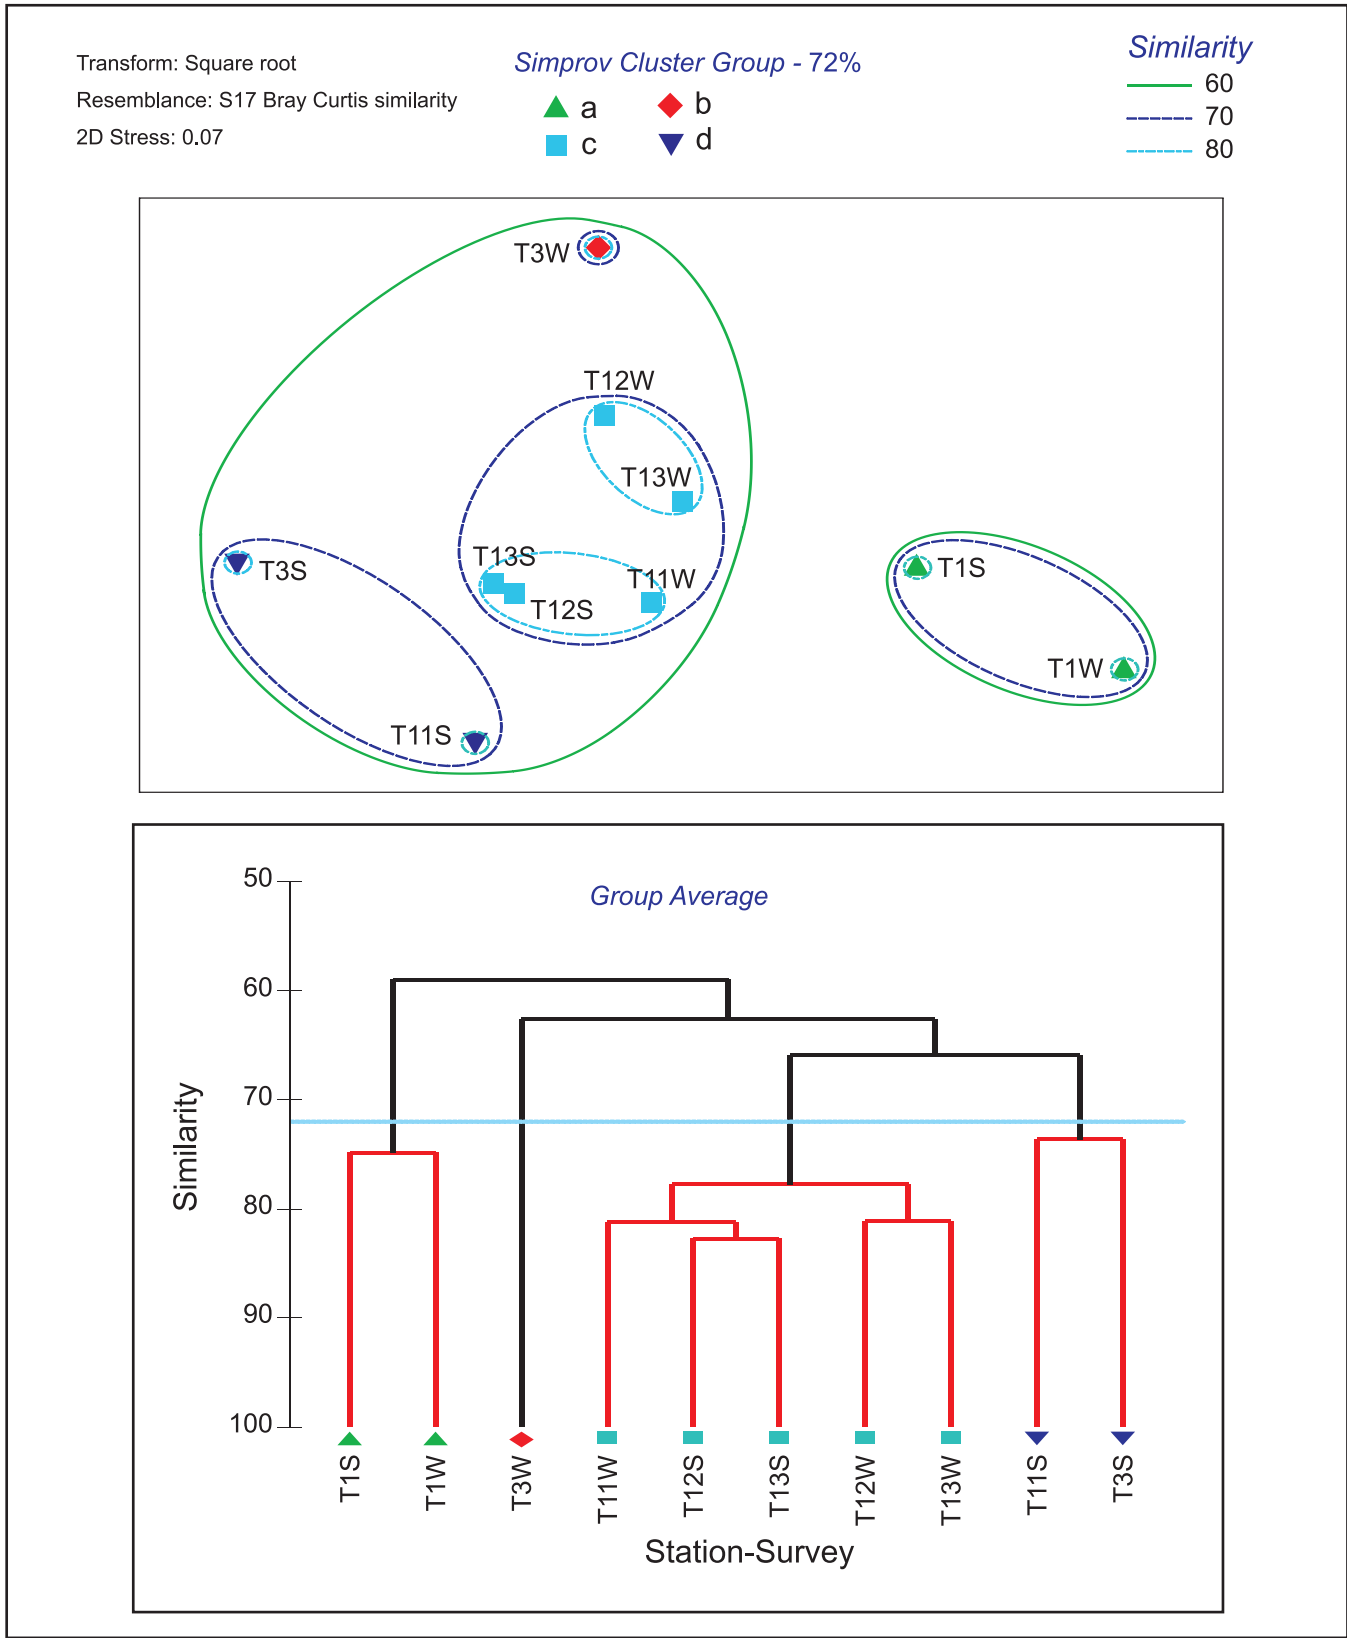 Transform: Square root
Resemblance: S17 Bray Curtis similarity
2D Stress: 0.07
Simprov Cluster Group - 72%
a
b
c
d
Similarity
60
70
80
T3W
T12W
T13W
T13S
T11W
T12S
T3S
T11S
T1S
T1W
Group Average
50
60
70
80
90
100
Similarity
T1S
T1W
T3W
T11W
T12S
T13S
T12W
T13W
T11S
T3S
Station-Survey